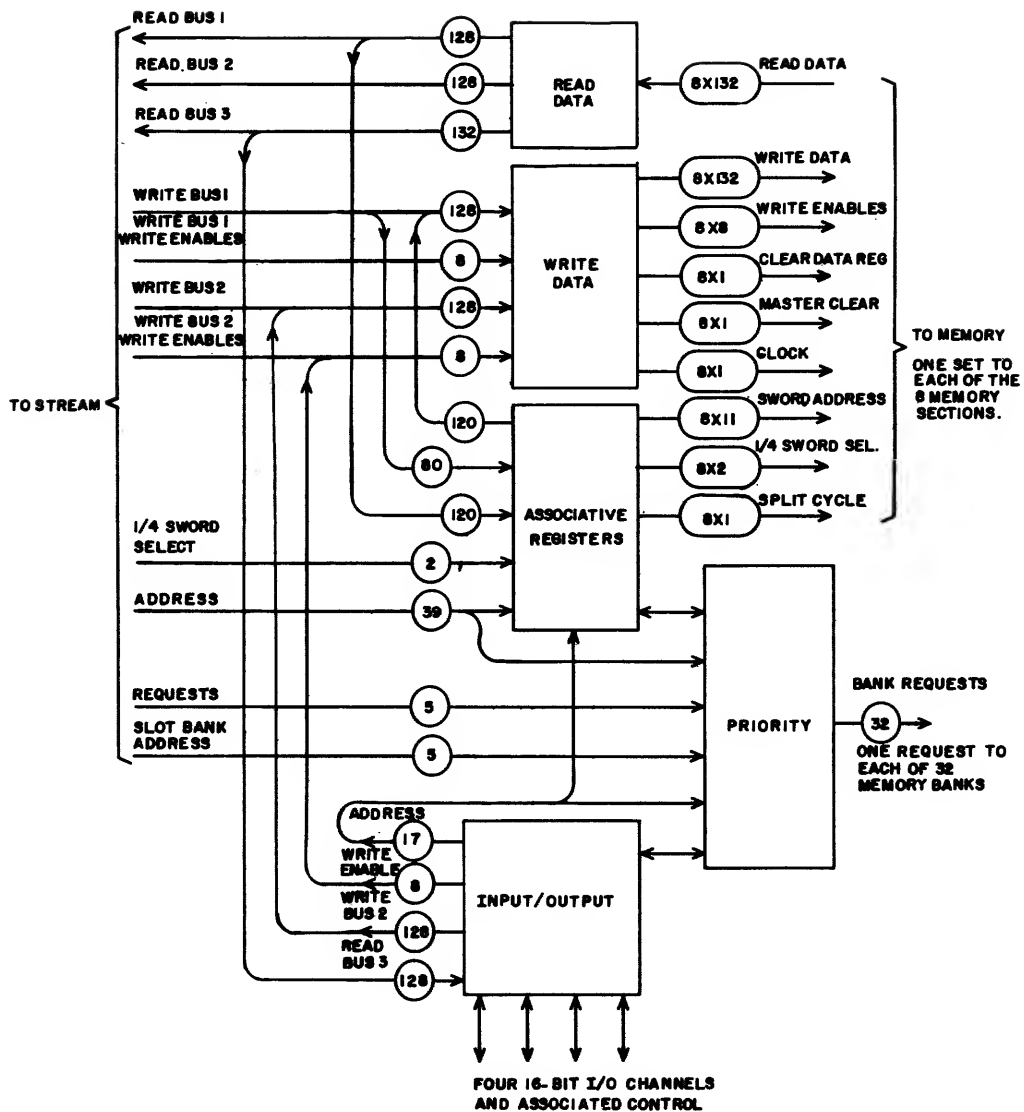 READ BUS 1
128
READ. BUS 2
128
READ BUS 3
132
READ DATA
8X132
READ
DATA
WRITE BUS 1
128
WRITE BUS 1
WRITE ENABLES
8
WRITE BUS 2
128
WRITE BUS 2
WRITE ENABLES
8
WRITE
DATA
WRITE DATA
8X132
WRITE ENABLES
8X8
CLEAR DATA REG
8X1
MASTER CLEAR
8X1
CLOCK
8X1
SWORD ADDRESS
8X11
1/4 SWORD SEL.
8X2
SPLIT CYCLE
8X1
TO MEMORY
ONE SET TO
EACH OF THE
8 MEMORY
SECTIONS.
TO STREAM
120
80
120
ASSOCIATIVE
REGISTERS
1/4 SWORD
SELECT
2
ADDRESS
39
REQUESTS
5
SLOT BANK
ADDRESS
5
PRIORITY
BANK REQUESTS
32
ONE REQUEST TO
EACH OF 32
MEMORY BANKS
ADDRESS
17
WRITE
ENABLE
8
WRITE
BUS 2
128
READ
BUS 3
128
INPUT/OUTPUT
FOUR 16-BIT I/O CHANNELS
AND ASSOCIATED CONTROL